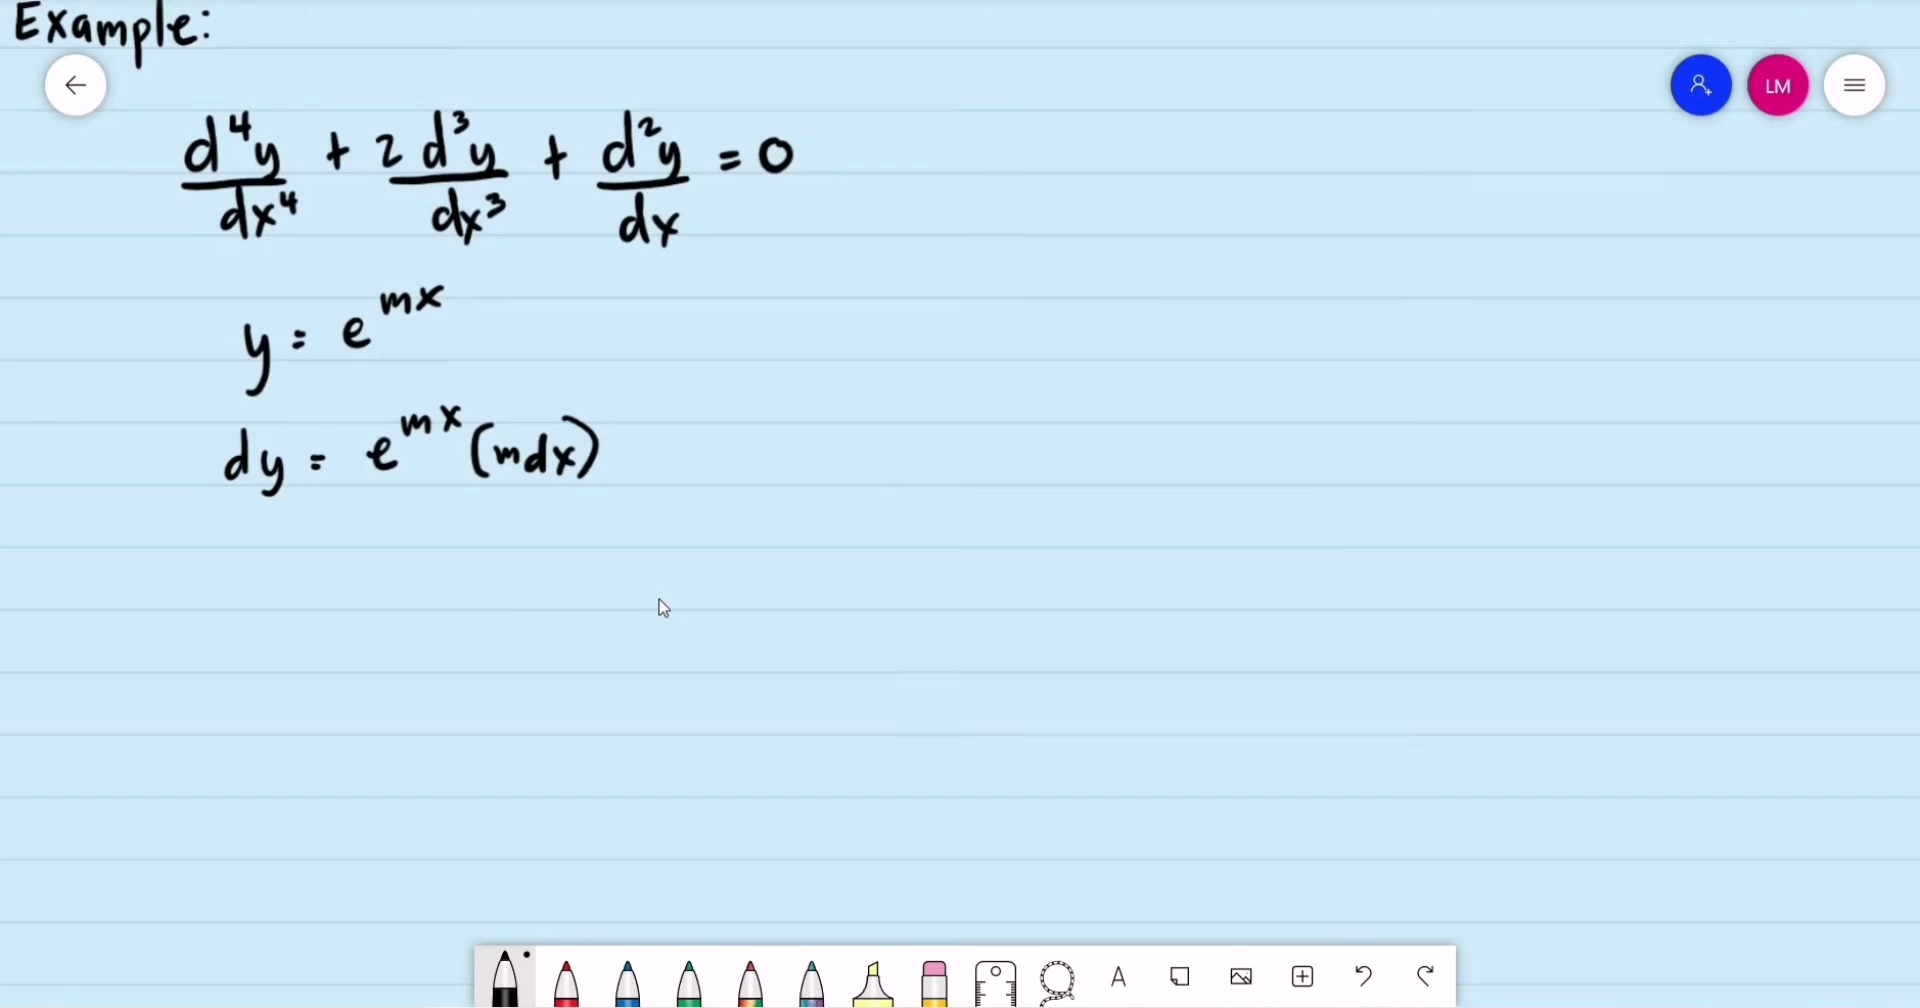 Example:
LM
d⁴y/dx⁴ + 2 d³y/dx³ + d²y/dx = 0
y = e^mx
dy = e^mx (mdx)
A